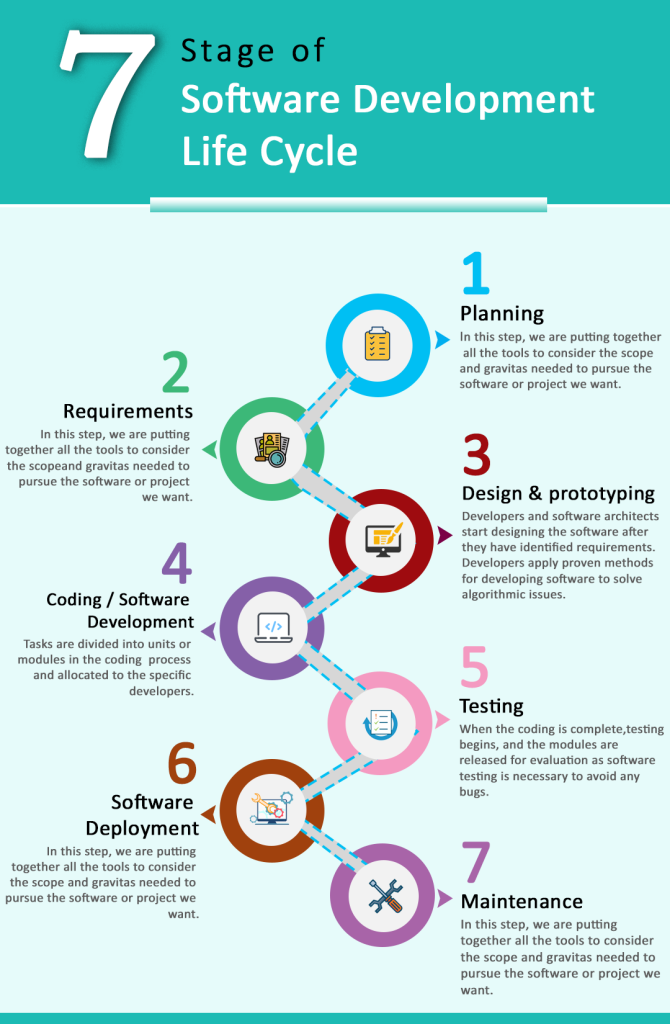 7
Stage of
Software Development
Life Cycle
1
Planning
In this step, we are putting together
all the tools to consider the scope
and gravitas needed to pursue the
software or project we want.
2
Requirements
In this step, we are putting
together all the tools to consider
the scopeand gravitas needed to
pursue the software or project
we want.
3
Design & prototyping
Developers and software architects
start designing the software after
they have identified requirements.
Developers apply proven methods
for developing software to solve
algorithmic issues.
4
Coding / Software
Development
Tasks are divided into units or
modules in the coding process
and allocated to the specific
developers.
</>
5
Testing
When the coding is complete,testing
begins, and the modules are
released for evaluation as software
testing is necessary to avoid any
bugs.
6
Software
Deployment
In this step, we are putting
together all the tools to consider
the scope and gravitas needed to
pursue the software or project we
want.
7
Maintenance
In this step, we are putting
together all the tools to consider
the scope and gravitas needed to
pursue the software or project we
want.